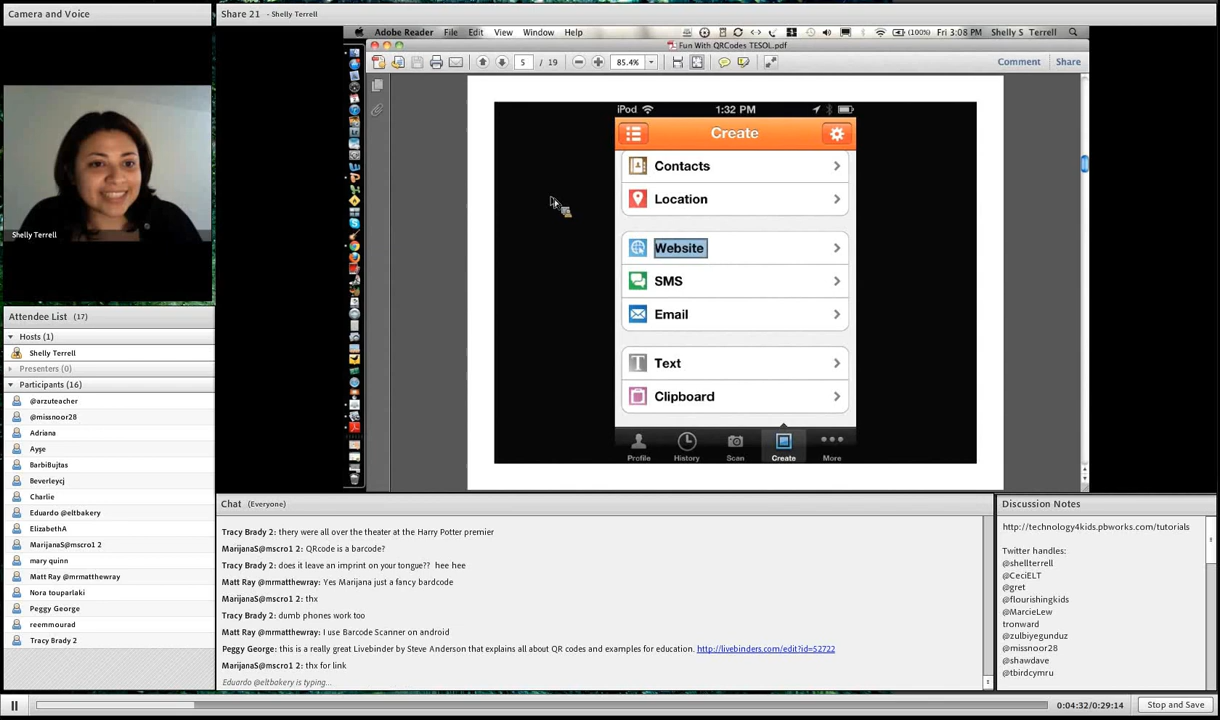 Camera and Voice
Shelly Terrell
Attendee List (17)
Hosts (1)
Shelly Terrell
Presenters (0)
Participants (16)
@arzuteacher
@missnoor28
Adriana
Ayşe
BarbiBujtas
Beverleycj
Charlie
Eduardo @eltbakery
ElizabethA
MarijanaS@mscro1 2
mary quinn
Matt Ray @mrmatthewray
Nora touparlaki
Peggy George
reemmourad
Tracy Brady 2
Share 21 - Shelly Terrell
Adobe Reader File Edit View Window Help (100%) Fri 3:08 PM Shelly S Terrell
Fun With QRCodes TESOL.pdf
5 / 19 85.4% Comment Share
iPod 1:32 PM
Create
Contacts
Location
Website
SMS
Email
Text
Clipboard
Profile History Scan Create More
Chat (Everyone)
Tracy Brady 2: they were all over the theater at the Harry Potter premier
MarijanaS@mscro1 2: QRcode is a barcode?
Tracy Brady 2: does it leave an imprint on your tongue?? hee hee
Matt Ray @mrmatthewray: Yes Marijana just a fancy bardcode
MarijanaS@mscro1 2: thx
Tracy Brady 2: dumb phones work too
Matt Ray @mrmatthewray: I use Barcode Scanner on android
Peggy George: this is a really great Livebinder by Steve Anderson that explains all about QR codes and examples for education. http://livebinders.com/edit?id=52722
MarijanaS@mscro1 2: thx for link
Eduardo @eltbakery is typing...
Discussion Notes
http://technology4kids.pbworks.com/tutorials
Twitter handles:
@shellterrell
@CeciELT
@gret
@flourishingkids
@MarcieLew
tronward
@zulbiyegunduz
@missnoor28
@shawdave
@tbirdcymru
0:04:32/0:29:14 Stop and Save